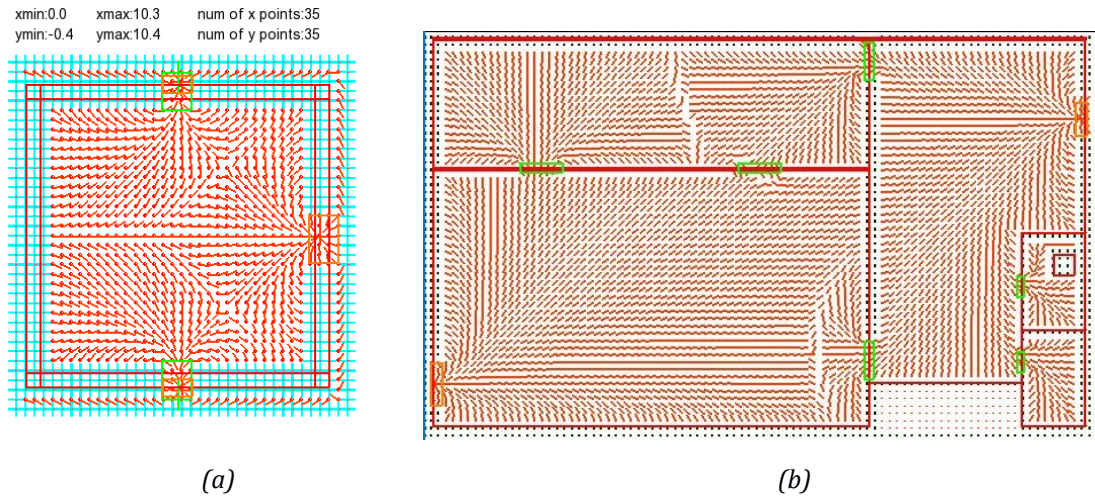 xmin:0.0 xmax:10.3 num of x points:35
ymin:-0.4 ymax:10.4 num of y points:35
(a) (b)